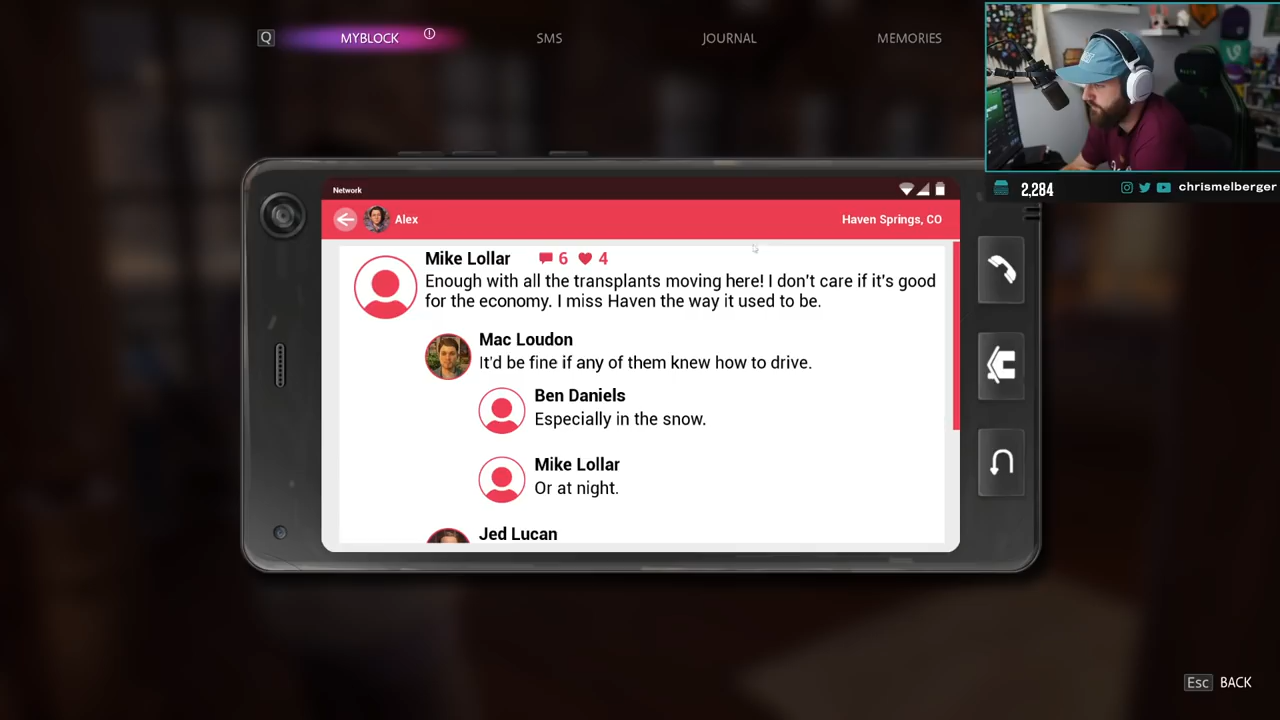 Q MYBLOCK SMS JOURNAL MEMORIES
2,284 chrismelberger
Network
Alex Haven Springs, CO
Mike Lollar 6 4
Enough with all the transplants moving here! I don't care if it's good
for the economy. I miss Haven the way it used to be.
Mac Loudon
It'd be fine if any of them knew how to drive.
Ben Daniels
Especially in the snow.
Mike Lollar
Or at night.
Jed Lucan
Esc BACK